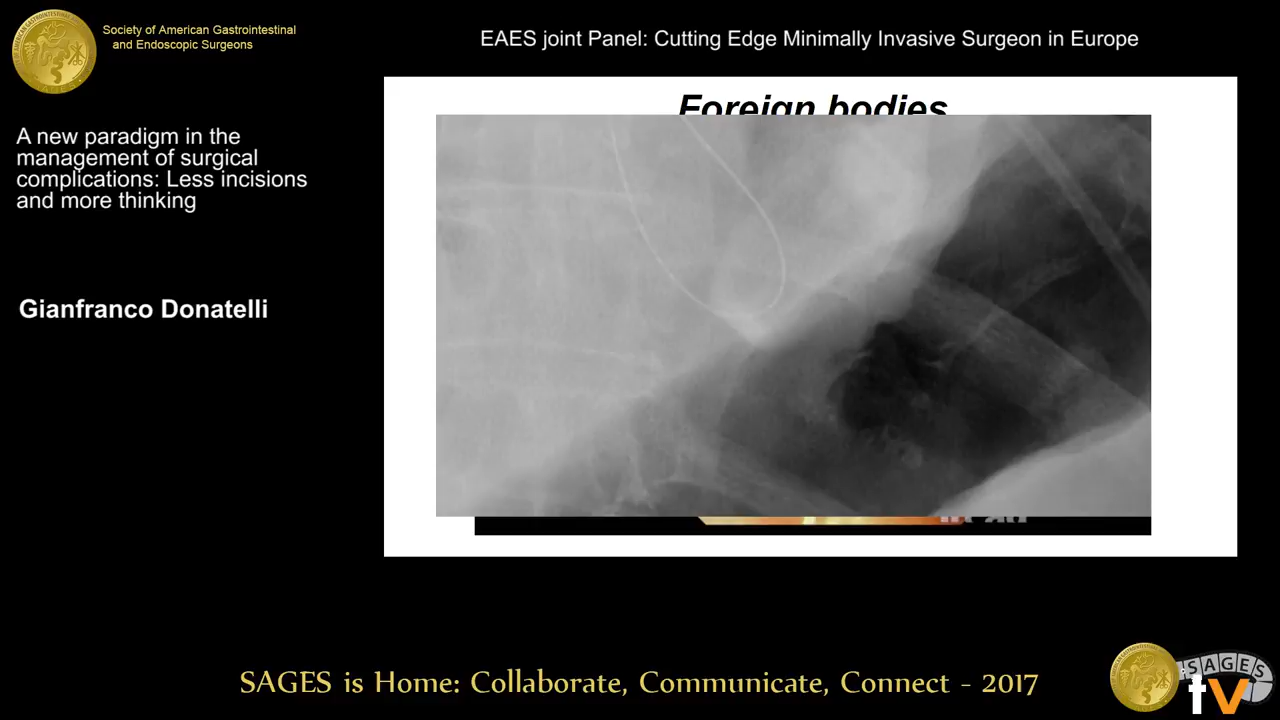 Society of American Gastrointestinal
and Endoscopic Surgeons
EAES joint Panel: Cutting Edge Minimally Invasive Surgeon in Europe
A new paradigm in the
management of surgical
complications: Less incisions
and more thinking
Gianfranco Donatelli
Foreign bodies
SAGES is Home: Collaborate, Communicate, Connect - 2017
SAGES
tv